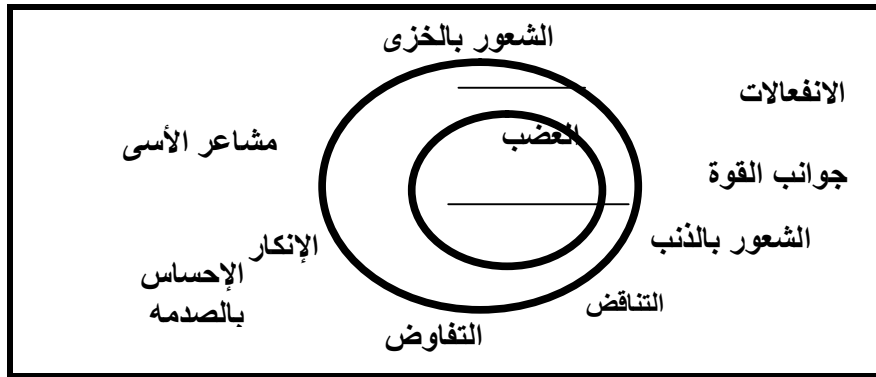 الشعور بالخزى
الانفعالات
الغضب
مشاعر الأسى
جوانب القوة
الشعور بالذنب
الإنكار
الإحساس
بالصدمه
التناقض
التفاوض